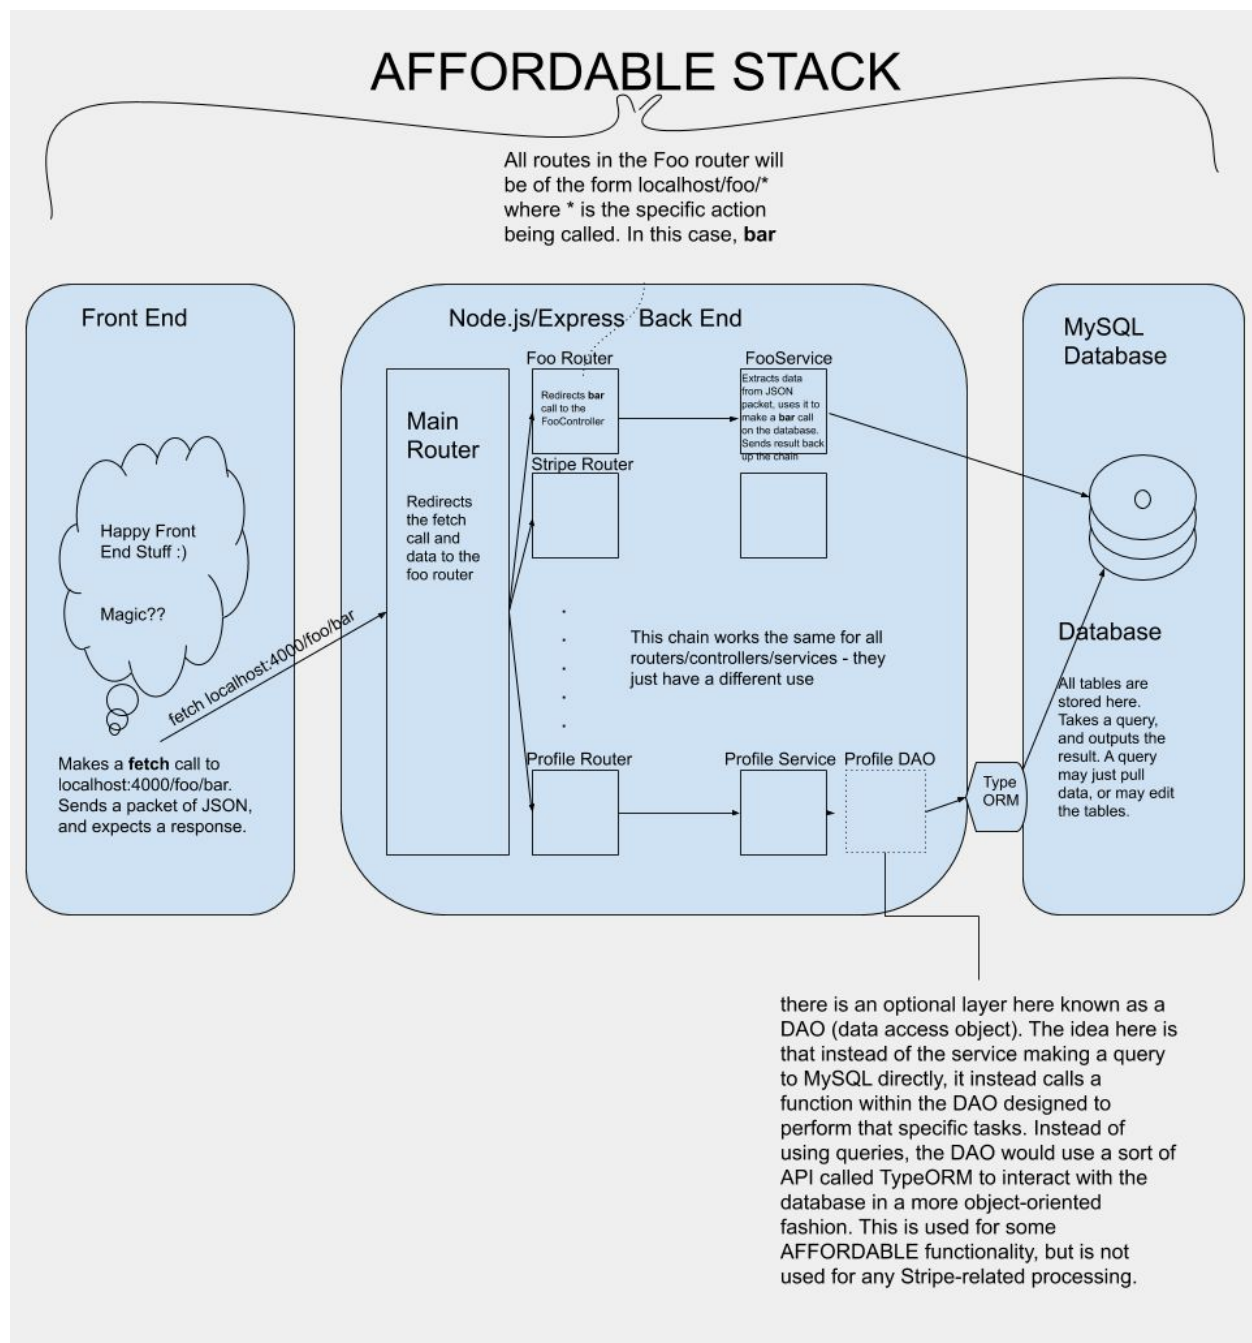 AFFORDABLE STACK
All routes in the Foo router will
be of the form localhost/foo/*
where * is the specific action
being called. In this case, bar
Front End
Happy Front
End Stuff :)
Magic??
Makes a fetch call to
localhost:4000/foo/bar.
Sends a packet of JSON,
and expects a response.
fetch localhost:4000/foo/bar
Node.js/Express Back End
Main
Router
Redirects
the fetch
call and
data to the
foo router
Foo Router
Redirects bar
call to the
FooController
FooService
Extracts data
from JSON
packet, uses it to
make a bar call
on the database.
Sends result back
up the chain
Stripe Router
This chain works the same for all
routers/controllers/services - they
just have a different use
Profile Router
Profile Service
Profile DAO
Type
ORM
MySQL
Database
Database
All tables are
stored here.
Takes a query,
and outputs the
result. A query
may just pull
data, or may edit
the tables.
there is an optional layer here known as a
DAO (data access object). The idea here is
that instead of the service making a query
to MySQL directly, it instead calls a
function within the DAO designed to
perform that specific tasks. Instead of
using queries, the DAO would use a sort of
API called TypeORM to interact with the
database in a more object-oriented
fashion. This is used for some
AFFORDABLE functionality, but is not
used for any Stripe-related processing.